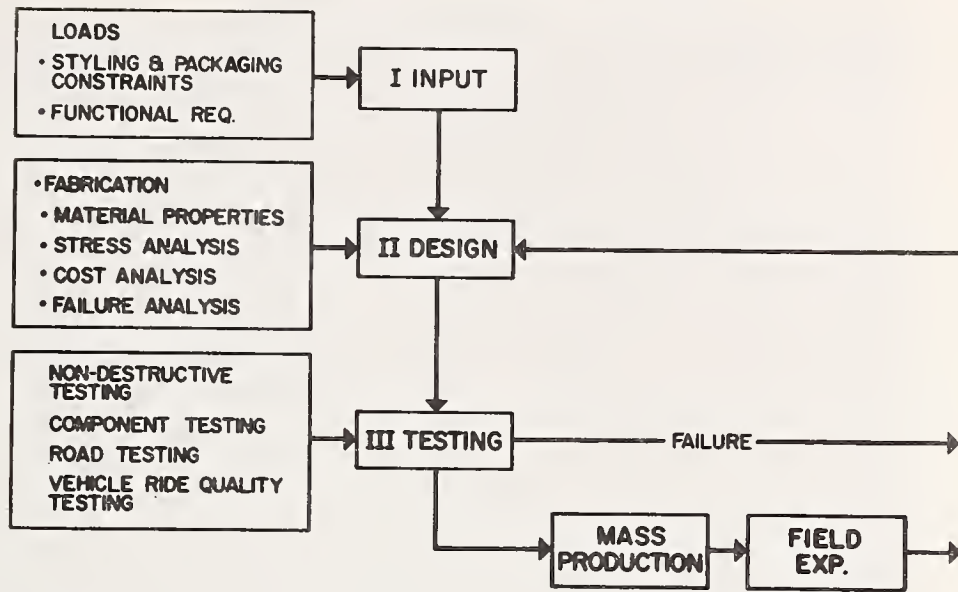 LOADS
• STYLING & PACKAGING
CONSTRAINTS
• FUNCTIONAL REQ.
I INPUT
• FABRICATION
• MATERIAL PROPERTIES
• STRESS ANALYSIS
• COST ANALYSIS
• FAILURE ANALYSIS
II DESIGN
NON-DESTRUCTIVE
TESTING
COMPONENT TESTING
ROAD TESTING
VEHICLE RIDE QUALITY
TESTING
III TESTING
FAILURE
MASS
PRODUCTION
FIELD
EXP.